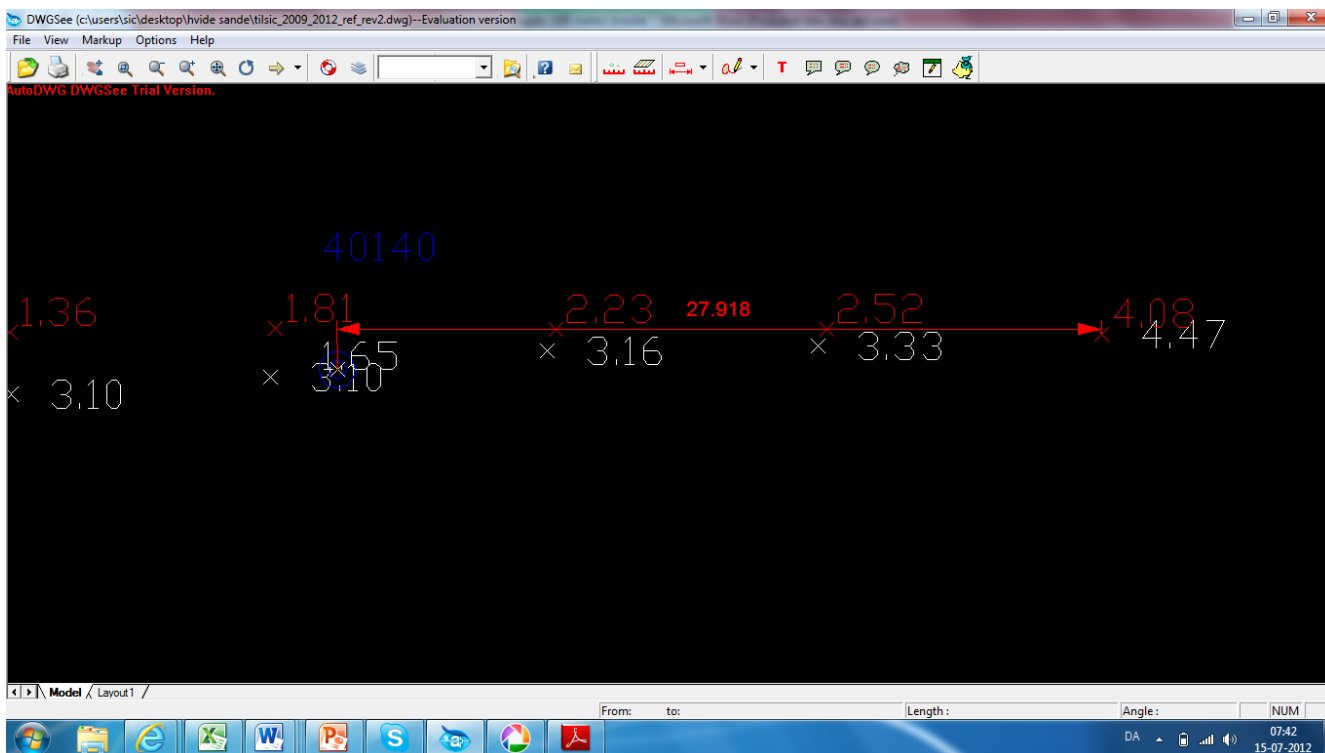 DWGSee (c:\users\sic\desktop\hvide sande\tilsic_2009_2012_ref_rev2.dwg)--Evaluation version
File View Markup Options Help
AutoDWG DWGSee Trial Version.
40140
1.36 1.81 2.23 27.918 2.52 4.08
1.65 3.16 3.33 4.47
3.10 3.10
Model Layout1
From: to: Length : Angle : NUM
DA 07:42
15-07-2012